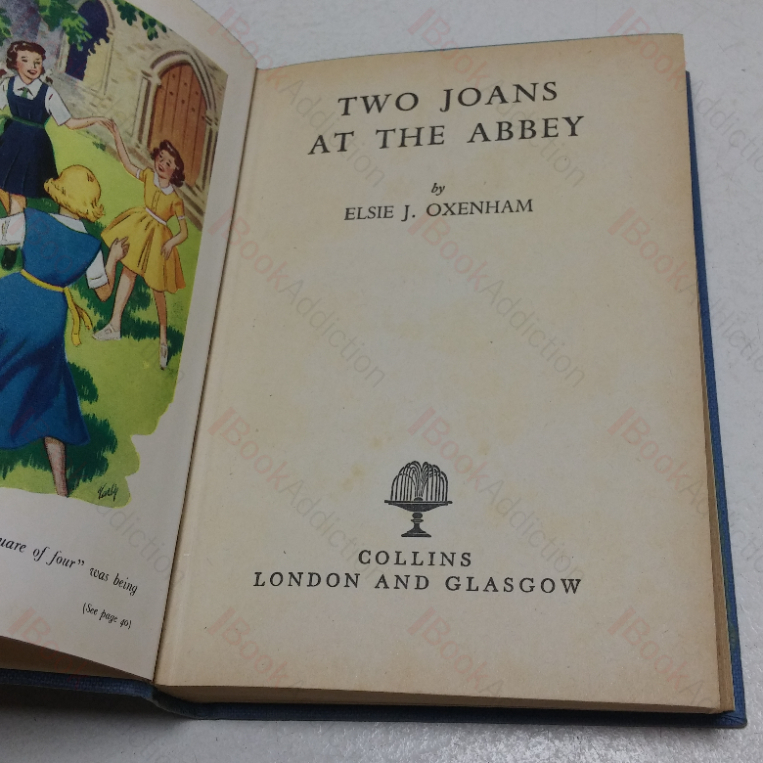 TWO JOANS
AT THE ABBEY
by
ELSIE J. OXENHAM
COLLINS
LONDON AND GLASGOW
uare of four" was being
(See page 40)
BookAddiction